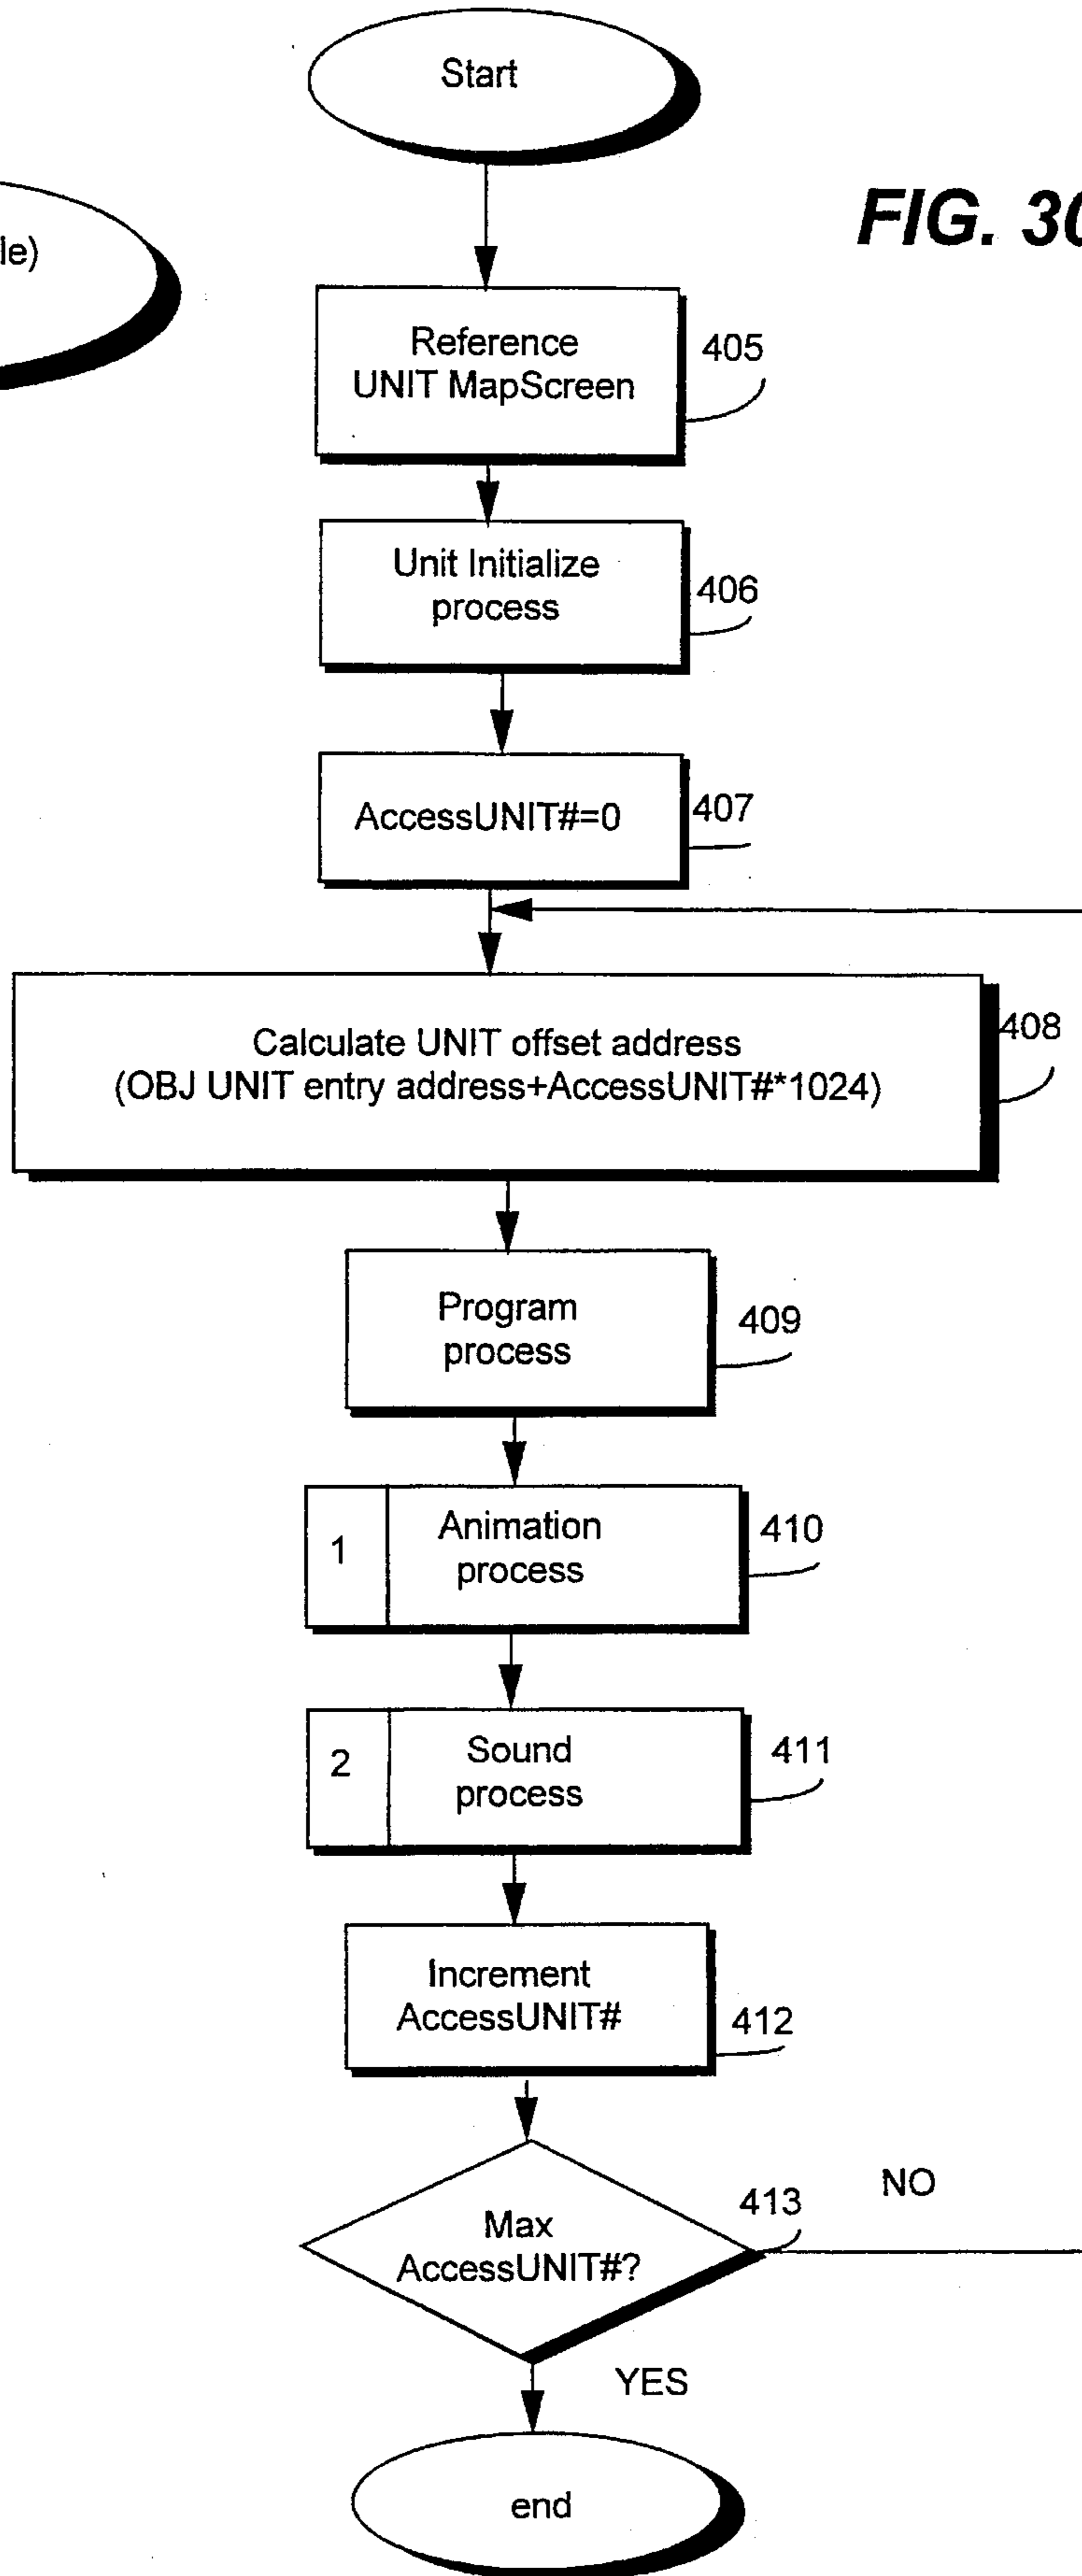 Start
FIG. 30
Reference
UNIT MapScreen
405
Unit Initialize
process
406
AccessUNIT#=0
407
Calculate UNIT offset address
(OBJ UNIT entry address+AccessUNIT#*1024)
408
Program
process
409
1
Animation
process
410
2
Sound
process
411
Increment
AccessUNIT#
412
Max
AccessUNIT#?
413
NO
YES
end